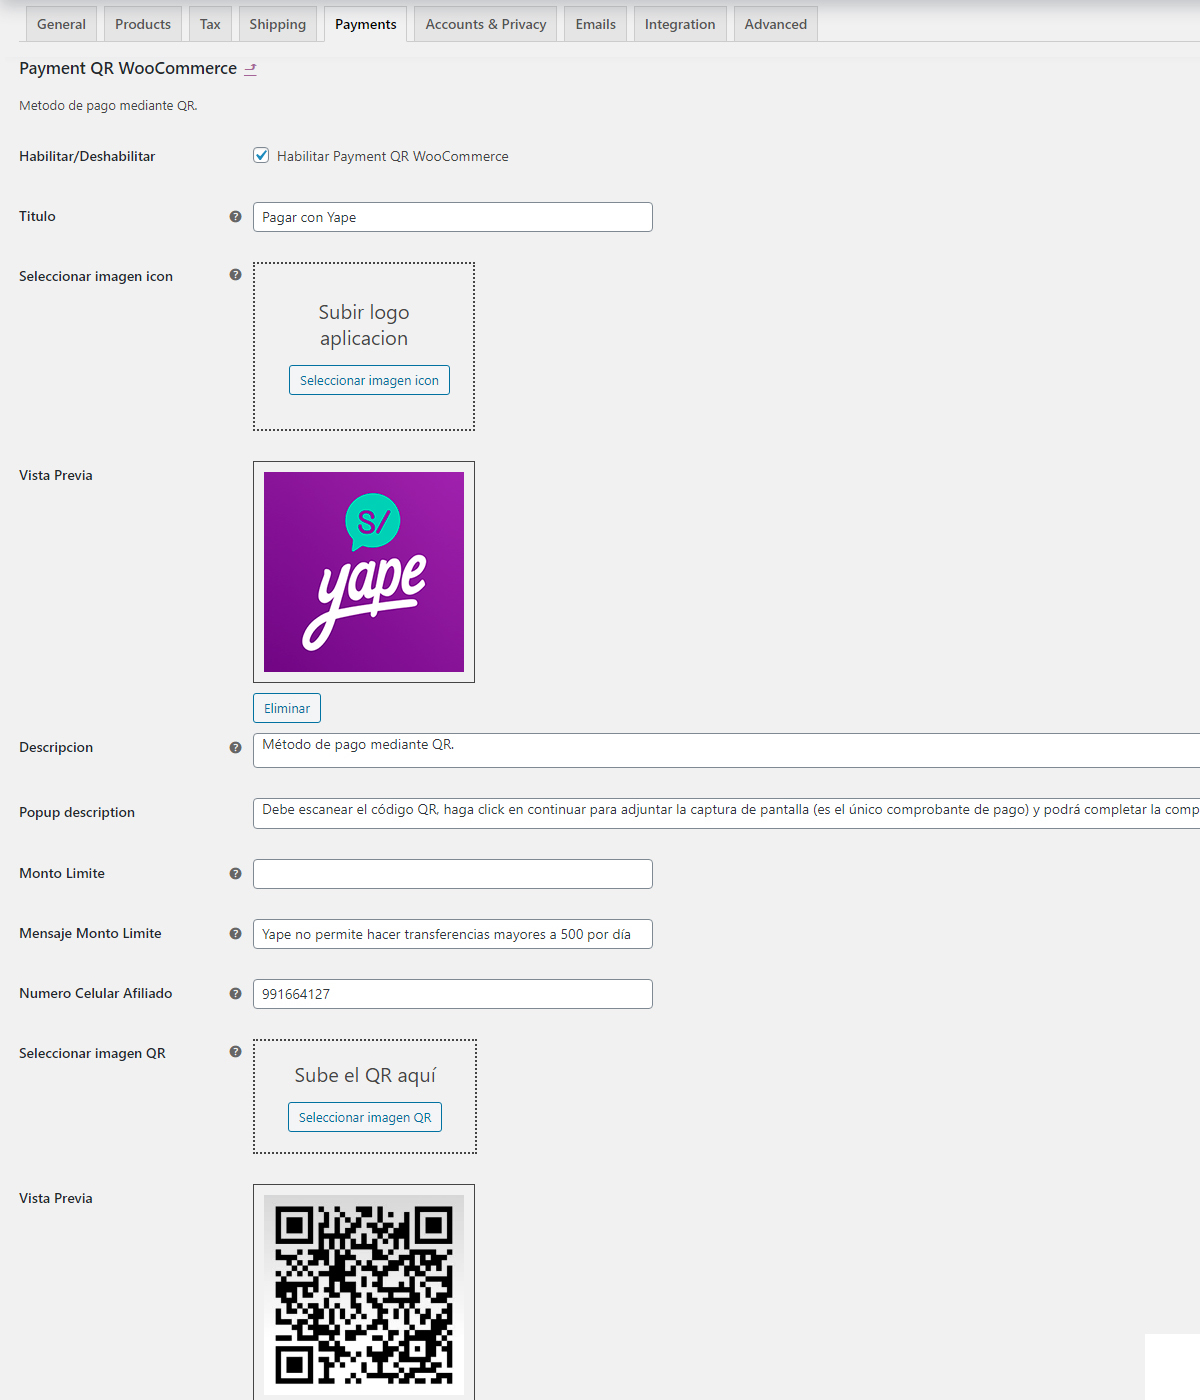 General
Products
Tax
Shipping
Payments
Accounts & Privacy
Emails
Integration
Advanced
Payment QR WooCommerce
Metodo de pago mediante QR.
Habilitar/Deshabilitar
Habilitar Payment QR WooCommerce
Titulo
Pagar con Yape
Seleccionar imagen icon
Subir logo
aplicacion
Seleccionar imagen icon
Vista Previa
S/
yape
Eliminar
Descripcion
Método de pago mediante QR.
Popup description
Debe escanear el código QR, haga click en continuar para adjuntar la captura de pantalla (es el único comprobante de pago) y podrá completar la comp
Monto Limite
Mensaje Monto Limite
Yape no permite hacer transferencias mayores a 500 por día
Numero Celular Afiliado
991664127
Seleccionar imagen QR
Sube el QR aquí
Seleccionar imagen QR
Vista Previa